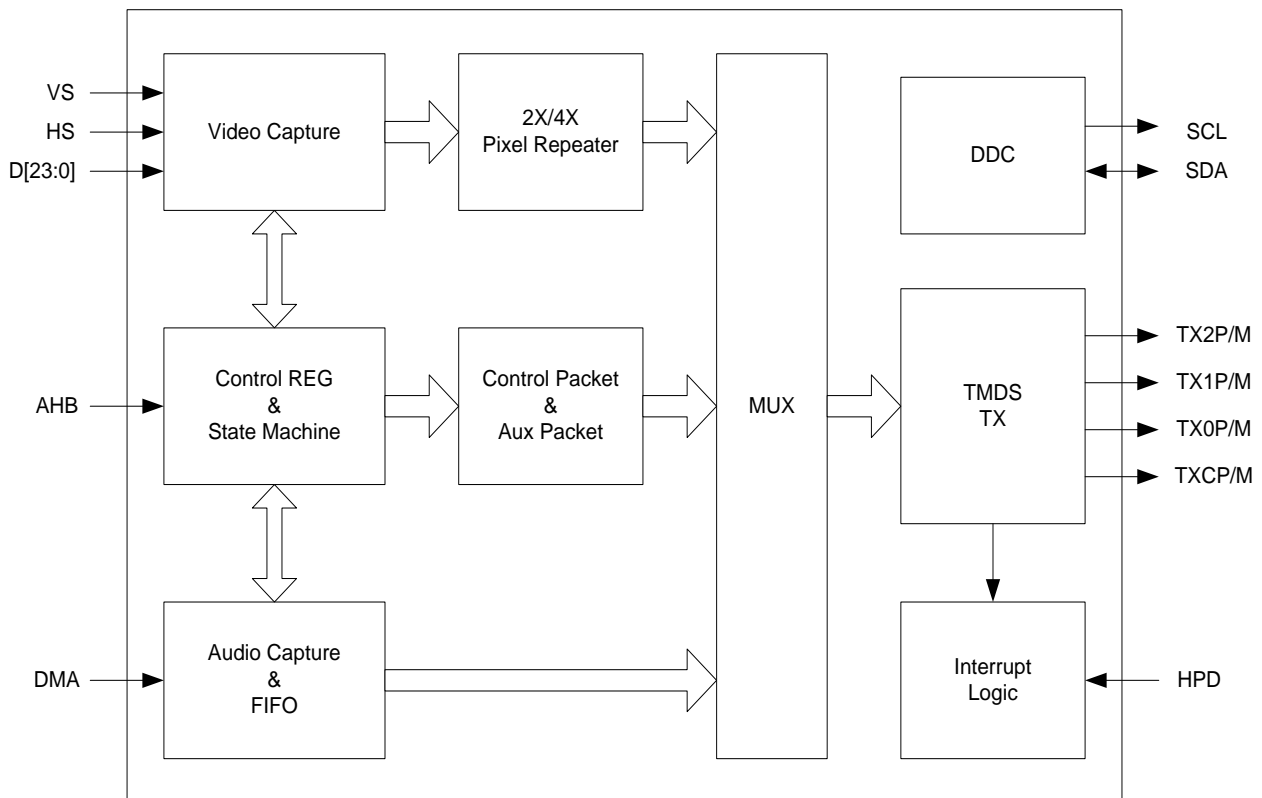 VS
HS
D[23:0]
Video Capture
2X/4X
Pixel Repeater
DDC
SCL
SDA
AHB
Control REG
&
State Machine
Control Packet
&
Aux Packet
MUX
TMDS
TX
TX2P/M
TX1P/M
TX0P/M
TXCP/M
DMA
Audio Capture
&
FIFO
Interrupt
Logic
HPD